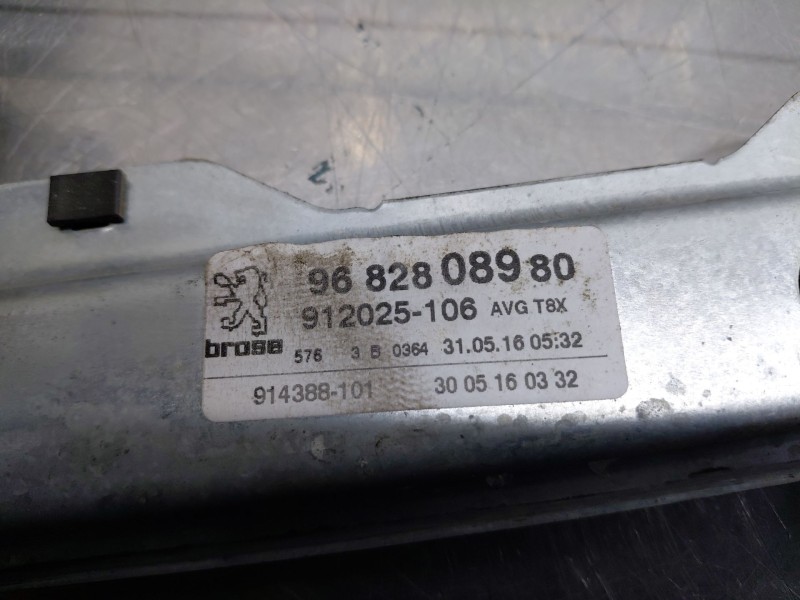 96 828 089 80
912025-106 AVG T8X
brose 576 3 B 0364 31.05.16 05:32
914388-101 30 05 16 03 32